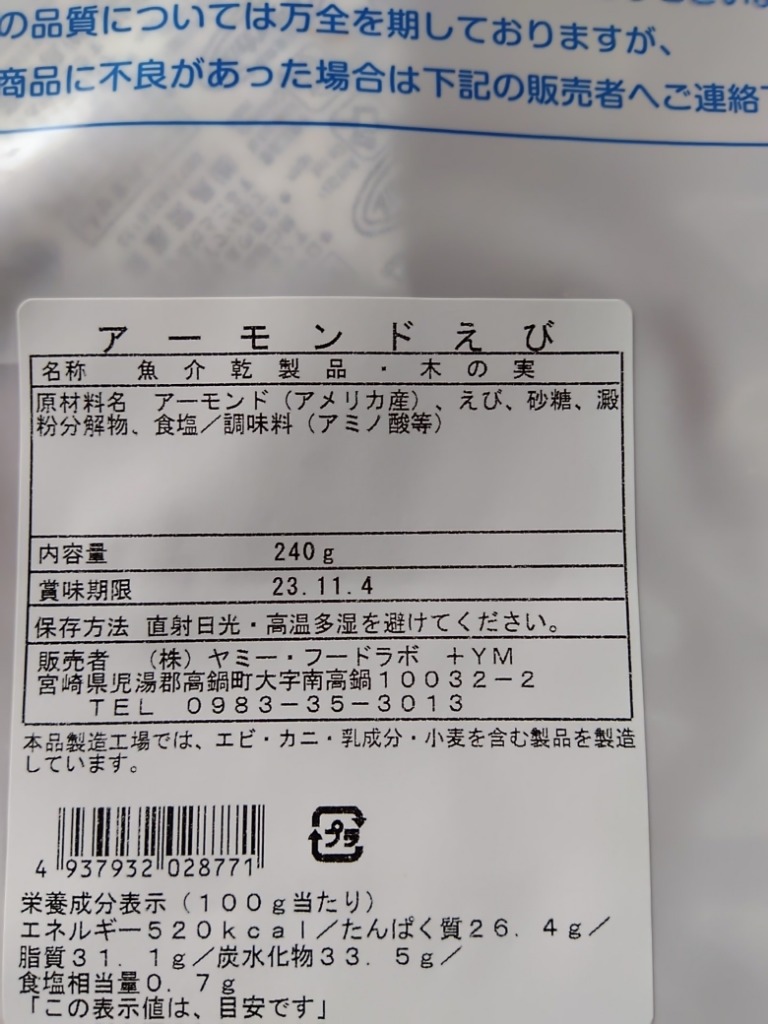 の品質については万全を期しておりますが、
商品に不良があった場合は下記の販売者へご連絡
アーモンドえび
名称 魚介乾製品・木の実
原材料名 アーモンド（アメリカ産）、えび、砂糖、澱
粉分解物、食塩／調味料（アミノ酸等）
内容量 240g
賞味期限 23.11.4
保存方法 直射日光・高温多湿を避けてください。
販売者 （株）ヤミー・フードラボ ＋YM
宮崎県児湯郡高鍋町大字南高鍋１００３２－２
ＴＥＬ ０９８３－３５－３０１３
本品製造工場では、エビ・カニ・乳成分・小麦を含む製品を製造
しています。
プラ
4 937932 028771
栄養成分表示（１００ｇ当たり）
エネルギー５２０ｋｃａｌ／たんぱく質２６．４ｇ／
脂質３１．１ｇ／炭水化物３３．５ｇ／
食塩相当量０．７ｇ
「この表示値は、目安です」